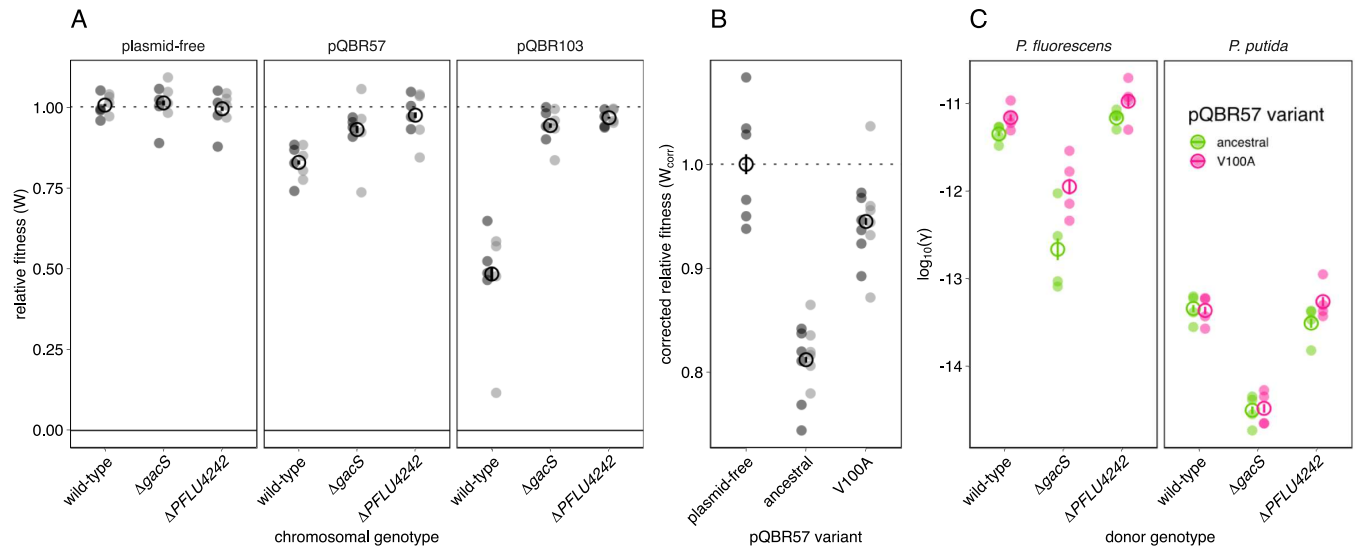 A
plasmid-free
pQBR57
pQBR103
relative fitness (W)
1.00
0.75
0.50
0.25
0.00
wild-type
ΔgacS
ΔPFLU4242
wild-type
ΔgacS
ΔPFLU4242
wild-type
ΔgacS
ΔPFLU4242
chromosomal genotype
B
corrected relative fitness (Wcorr)
1.0
0.9
0.8
plasmid-free
ancestral
V100A
pQBR57 variant
C
P. fluorescens
P. putida
log10(γ)
-11
-12
-13
-14
pQBR57 variant
ancestral
V100A
wild-type
ΔgacS
ΔPFLU4242
wild-type
ΔgacS
ΔPFLU4242
donor genotype